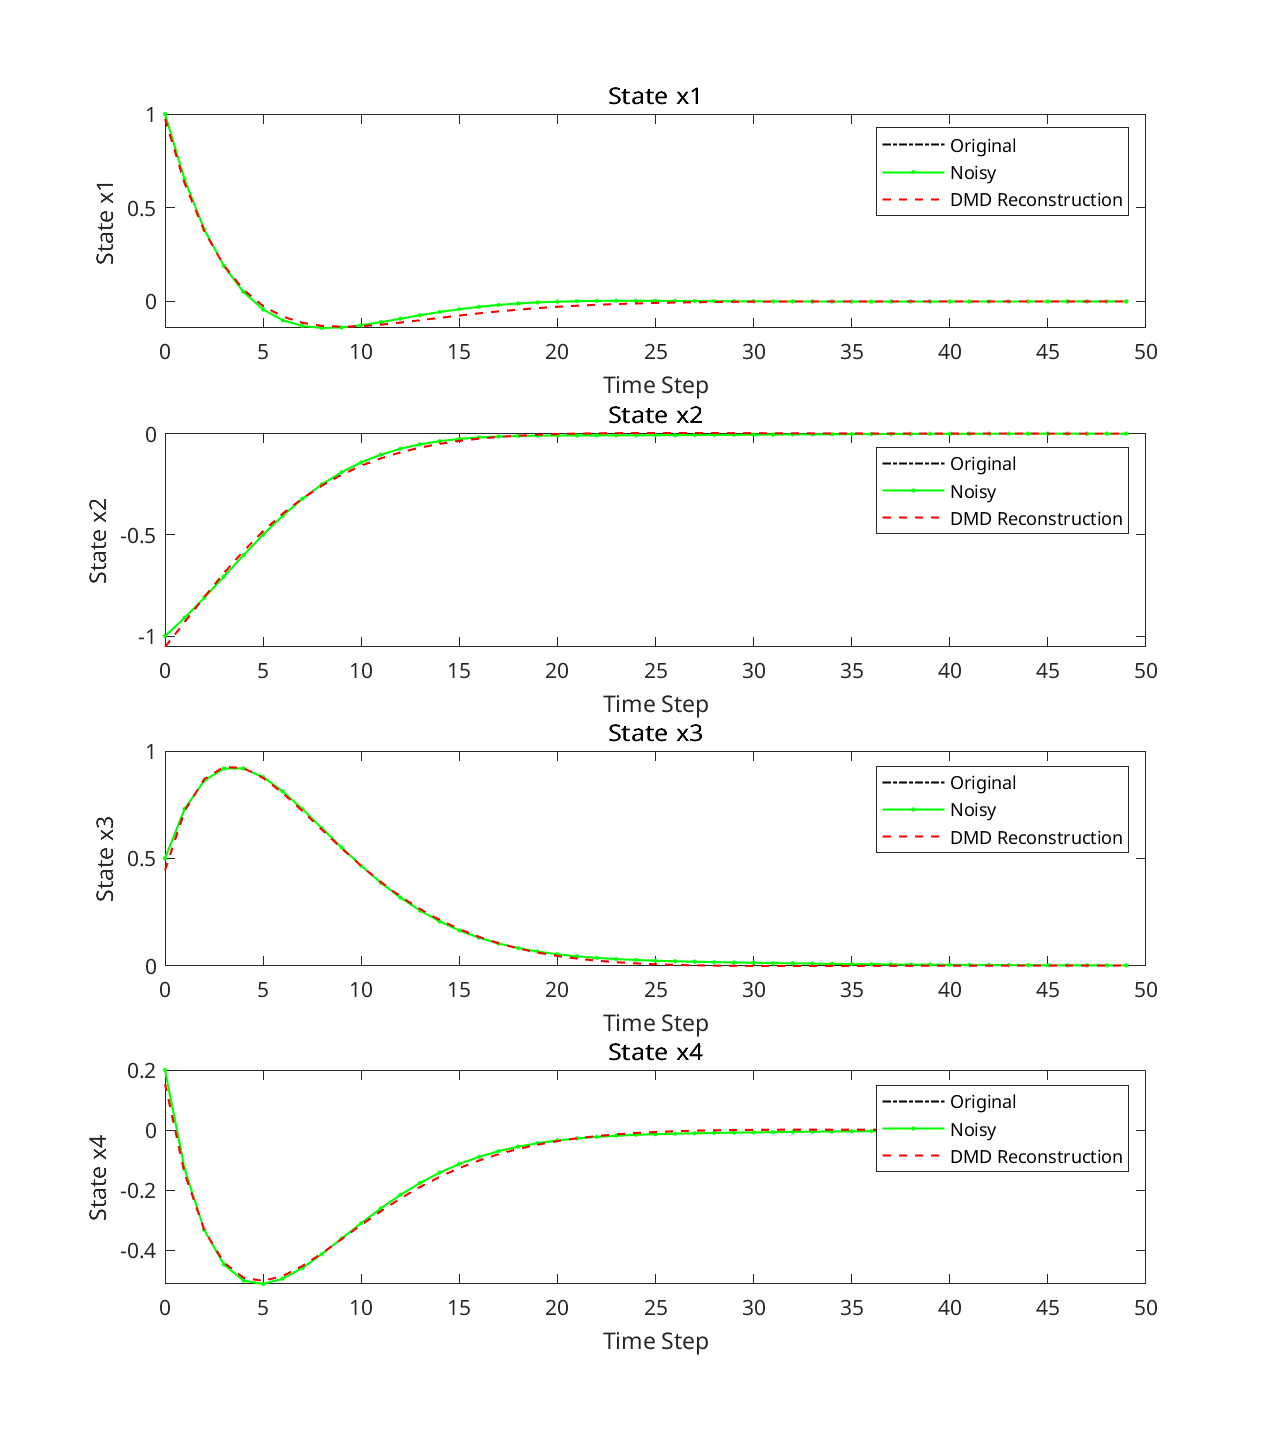 State x1
1
0.5
0
State x1
Original
Noisy
DMD Reconstruction
0 5 10 15 20 25 30 35 40 45 50
Time Step
State x2
0
-0.5
-1
State x2
Original
Noisy
DMD Reconstruction
0 5 10 15 20 25 30 35 40 45 50
Time Step
State x3
1
0.5
0
State x3
Original
Noisy
DMD Reconstruction
0 5 10 15 20 25 30 35 40 45 50
Time Step
State x4
0.2
0
-0.2
-0.4
State x4
Original
Noisy
DMD Reconstruction
0 5 10 15 20 25 30 35 40 45 50
Time Step